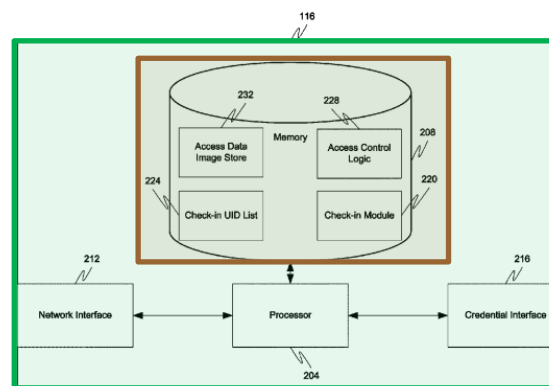 116
232
228
Access Data
Image Store
Memory
Access Control
Logic
208
224
220
Check-in UID List
Check-in Module
212
216
Network Interface
Processor
Credential Interface
204